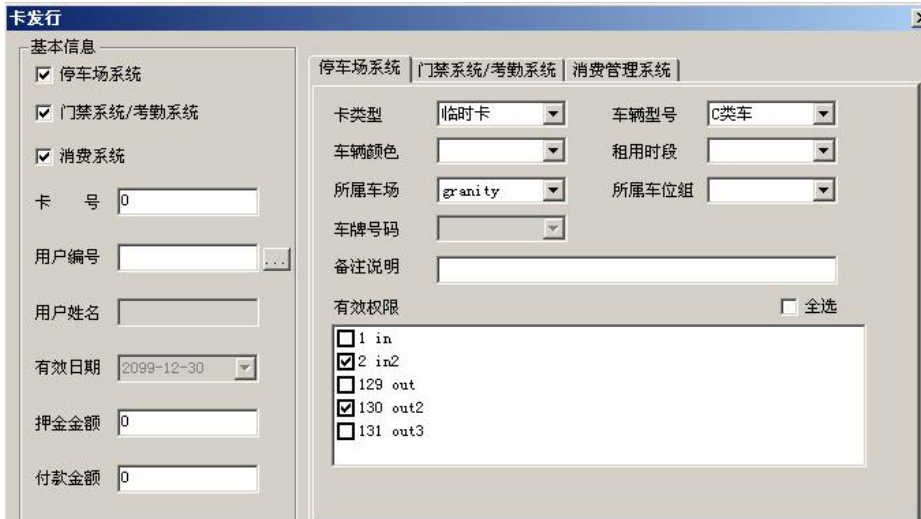 卡发行
基本信息
停车场系统
门禁系统/考勤系统
消费系统
卡 号 0
用户编号 ...
用户姓名
有效日期 2099-12-30
押金金额 0
付款金额 0
停车场系统 门禁系统/考勤系统 消费管理系统
卡类型 临时卡 车辆型号 C类车
车辆颜色 租用时段
所属车场 granity 所属车位组
车牌号码
备注说明
有效权限 全选
1 in
2 in2
129 out
130 out2
131 out3